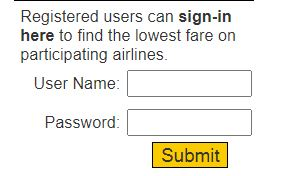 Registered users can sign-in
here to find the lowest fare on
participating airlines.
User Name:
Password:
Submit